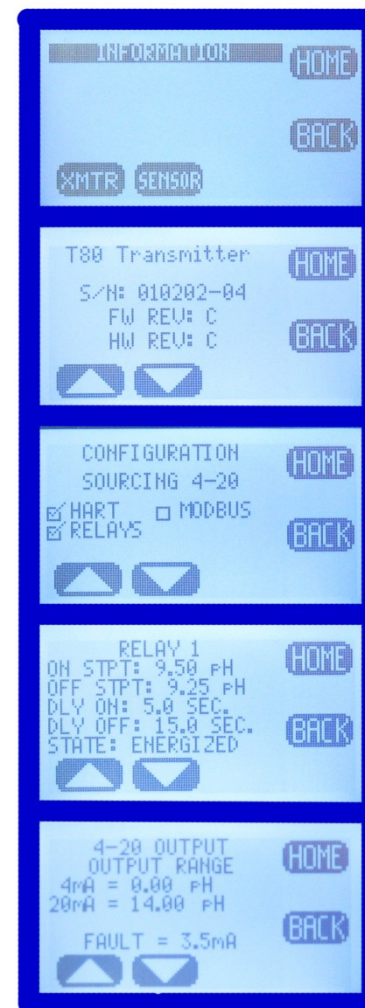 INFORMATION
HOME
BACK
XMTR SENSOR
T80 Transmitter
HOME
S/N: 010202-04
FW REV: C
HW REV: C
BACK
CONFIGURATION
HOME
SOURCING 4-20
HART MODBUS
RELAYS
BACK
RELAY 1
HOME
ON STPT: 9.50 pH
OFF STPT: 9.25 pH
DLY ON: 5.0 SEC.
DLY OFF: 15.0 SEC.
BACK
STATE: ENERGIZED
4-20 OUTPUT
HOME
OUTPUT RANGE
4mA = 0.00 pH
20mA = 14.00 pH
BACK
FAULT = 3.5mA